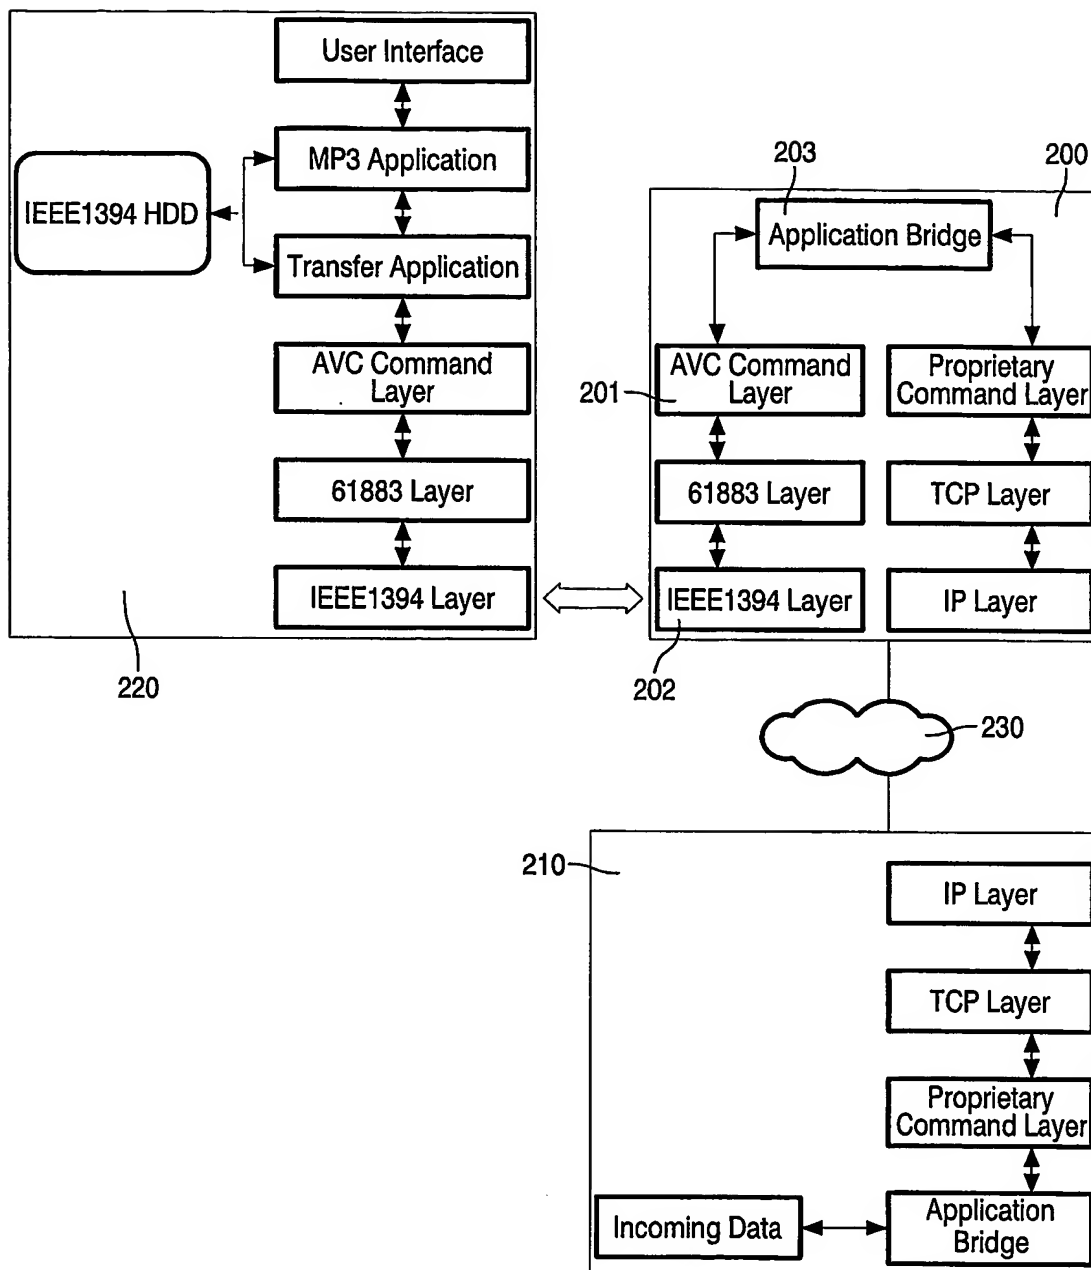 User Interface
MP3 Application
IEEE1394 HDD
Transfer Application
AVC Command
Layer
61883 Layer
IEEE1394 Layer
220
203
200
Application Bridge
AVC Command
Layer
201
Proprietary
Command Layer
61883 Layer
TCP Layer
IEEE1394 Layer
IP Layer
202
230
210
IP Layer
TCP Layer
Proprietary
Command Layer
Incoming Data
Application
Bridge